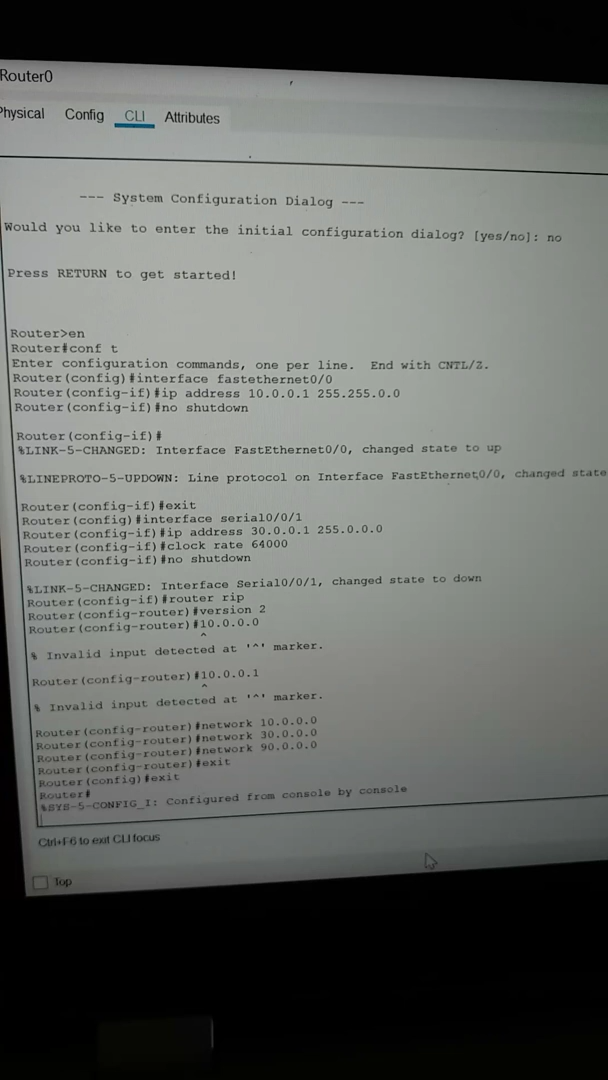 Router0
Physical Config CLI Attributes
--- System Configuration Dialog ---
Would you like to enter the initial configuration dialog? [yes/no]: no
Press RETURN to get started!
Router>en
Router#conf t
Enter configuration commands, one per line. End with CNTL/Z.
Router(config)#interface fastethernet0/0
Router(config-if)#ip address 10.0.0.1 255.255.0.0
Router(config-if)#no shutdown
Router(config-if)#
%LINK-5-CHANGED: Interface FastEthernet0/0, changed state to up
%LINEPROTO-5-UPDOWN: Line protocol on Interface FastEthernet0/0, changed state
Router(config-if)#exit
Router(config)#interface serial0/0/1
Router(config-if)#ip address 30.0.0.1 255.0.0.0
Router(config-if)#clock rate 64000
Router(config-if)#no shutdown
%LINK-5-CHANGED: Interface Serial0/0/1, changed state to down
Router(config-if)#router rip
Router(config-router)#version 2
Router(config-router)#10.0.0.0
^
% Invalid input detected at '^' marker.
Router(config-router)#10.0.0.1
^
% Invalid input detected at '^' marker.
Router(config-router)#network 10.0.0.0
Router(config-router)#network 30.0.0.0
Router(config-router)#network 90.0.0.0
Router(config-router)#exit
Router(config)#exit
Router#
%SYS-5-CONFIG_I: Configured from console by console
Ctrl+F6 to exit CLI focus
Top